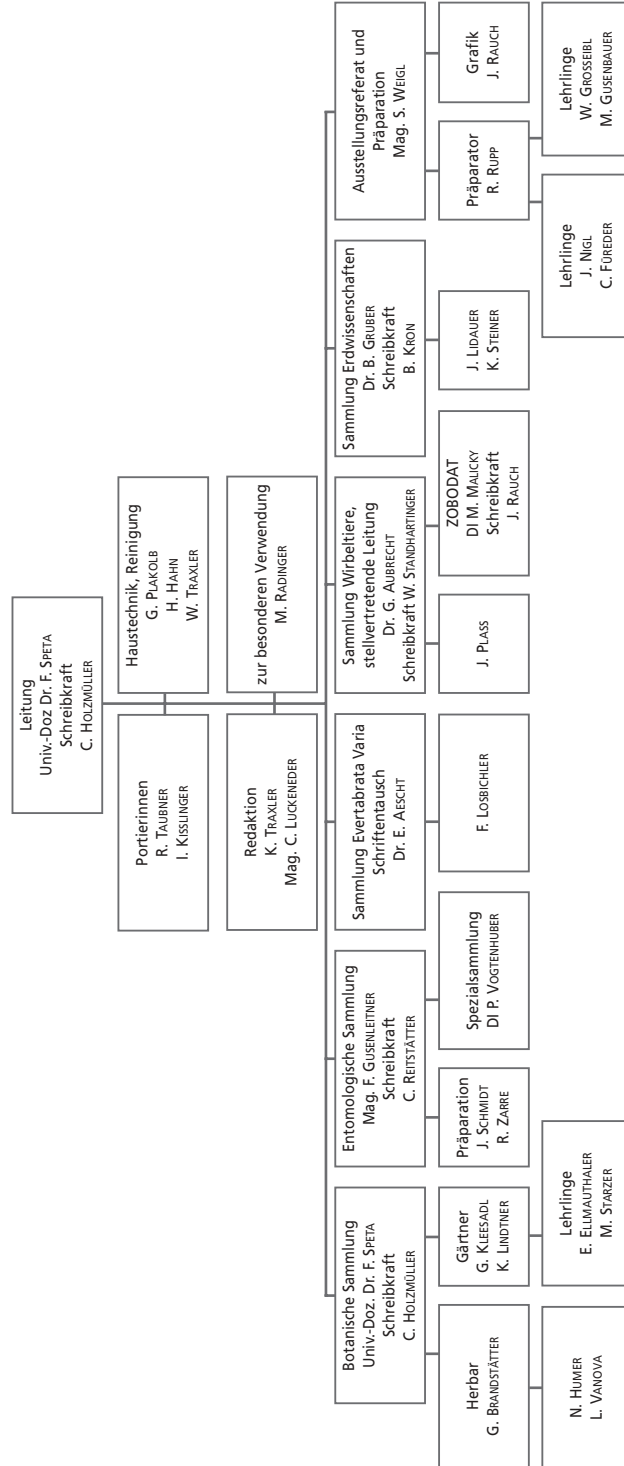 Leitung
Univ.-Doz Dr. F. SPETA
Schreibkraft
C. HOLZMÜLLER
Portierinnen
R. TAUBNER
I. KISSLINGER
Haustechnik, Reinigung
G. PLAKOLB
H. HAHN
W. TRAXLER
Redaktion
K. TRAXLER
Mag. C. LUCKENEDER
zur besonderen Verwendung
M. RADINGER
Botanische Sammlung
Univ.-Doz. Dr. F. SPETA
Schreibkraft
C. HOLZMÜLLER
Entomologische Sammlung
Mag. F. GUSENLEITNER
Schreibkraft
C. REITSTÄTTER
Sammlung Evertabrata Varia
Schriftentausch
Dr. E. AESCHT
Sammlung Wirbeltiere,
stellvertretende Leitung
Dr. G. AUBRECHT
Schreibkraft W. STANDHARTINGER
Sammlung Erdwissenschaften
Dr. B. GRUBER
Schreibkraft
B. KRON
Ausstellungsreferat und
Präparation
Mag. S. WEIGL
Herbar
G. BRANDSTÄTTER
Gärtner
G. KLEESADL
K. LINDTNER
Präparation
J. SCHMIDT
R. ZARRE
Spezialsammlung
DI P. VOGTENHUBER
F. LOSBICHLER
J. PLASS
ZOBODAT
DI M. MALICKY
Schreibkraft
J. RAUCH
J. LIDAUER
K. STEINER
Präparator
R. RUPP
Grafik
J. RAUCH
N. HUMER
L. VANOVA
Lehrlinge
E. ELLMAUTHALER
M. STARZER
Lehrlinge
J. NIGL
C. FÜREDER
Lehrlinge
W. GROSSEIBL
M. GUSENBAUER